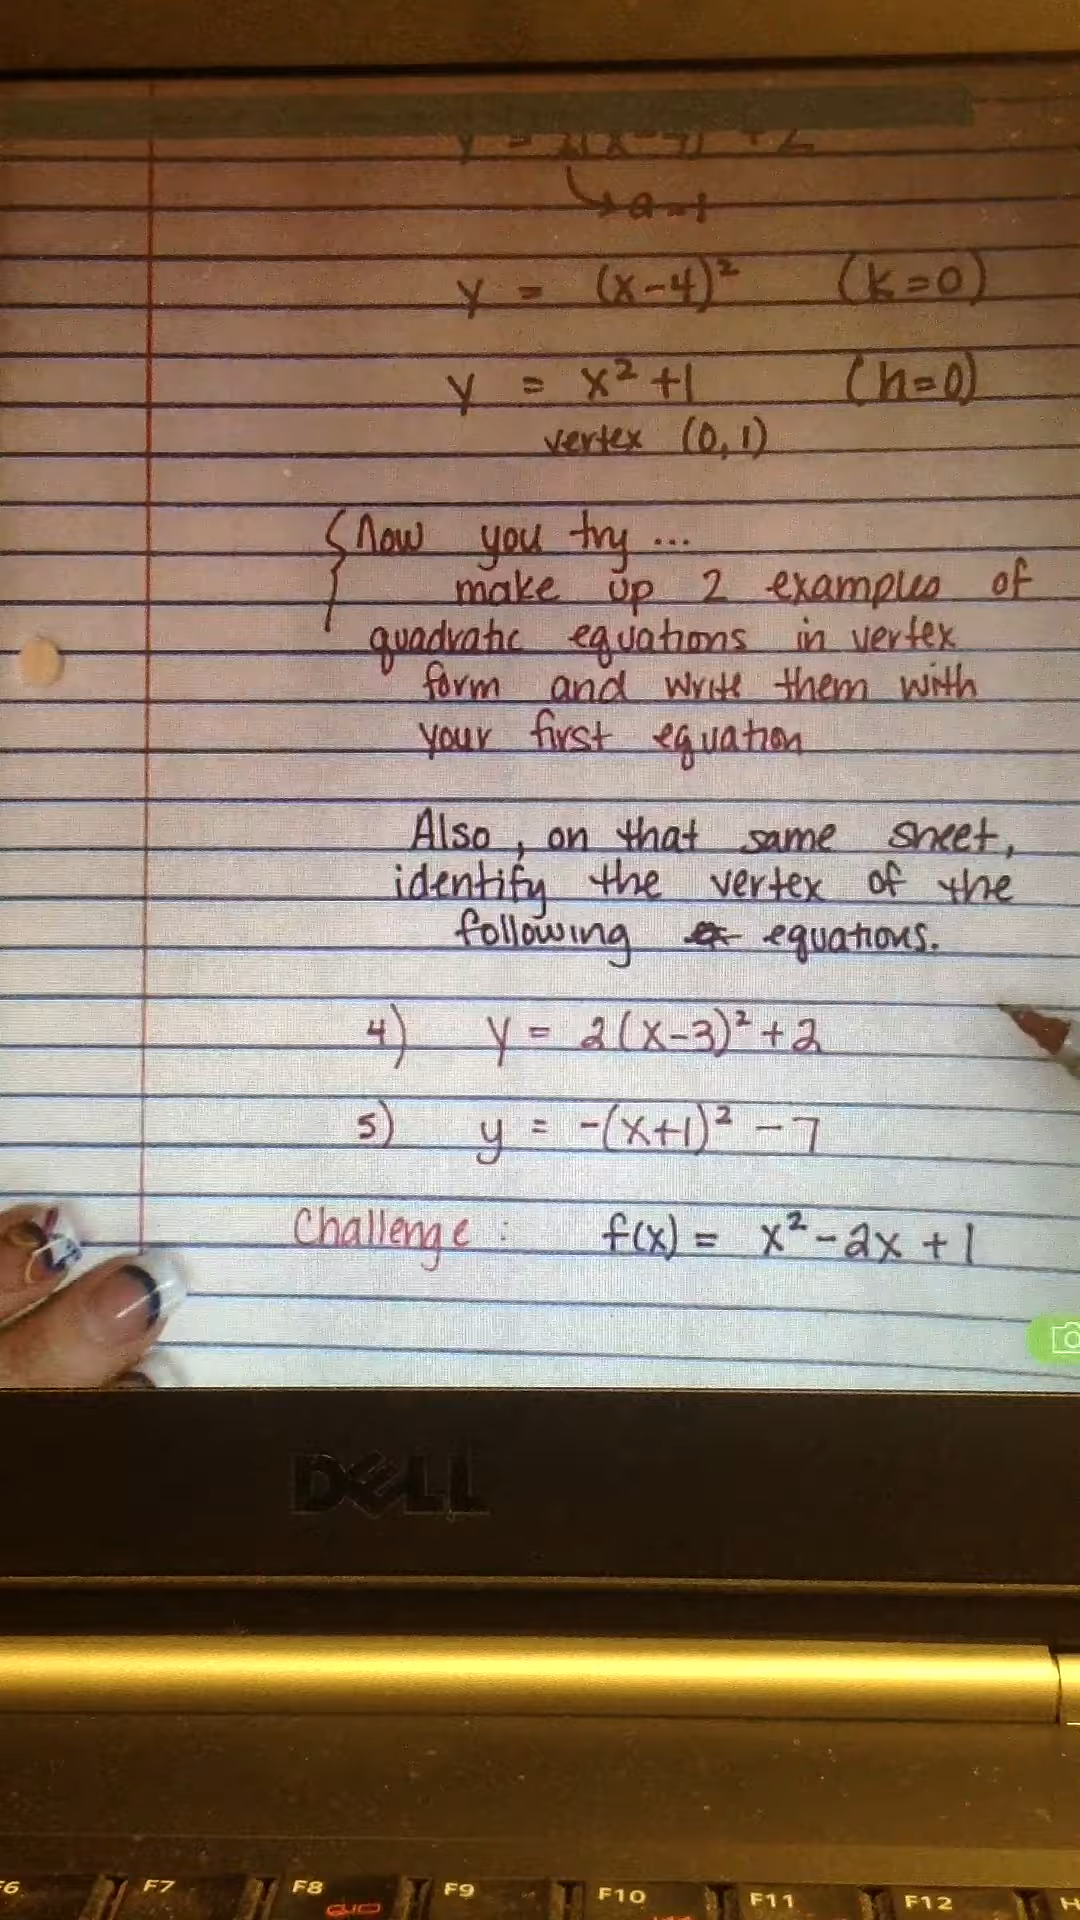 a=1
y = (x-4)² (k=0)
y = x²+1 (h=0)
vertex (0,1)
Now you try ...
make up 2 examples of
quadratic equations in vertex
form and write them with
your first equation
Also, on that same sheet,
identify the vertex of the
following equations.
4) y = 2(x-3)²+2
5) y = -(x+1)² -7
Challenge : f(x) = x²-2x+1
DELL
F7 F8 F9 F10 F11 F12